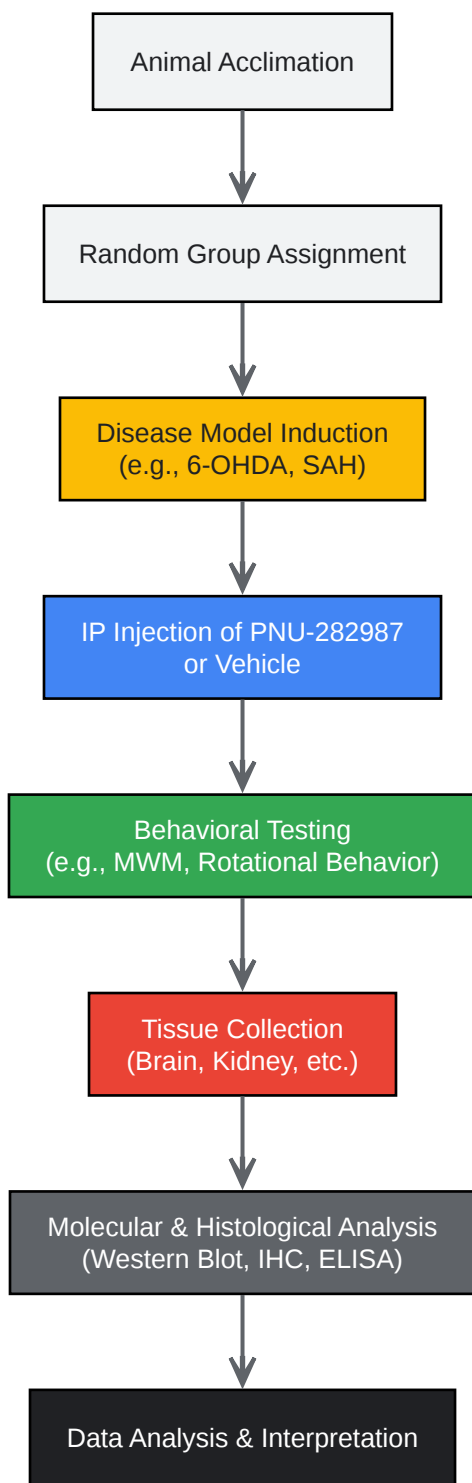 Animal Acclimation
Random Group Assignment
Disease Model Induction
(e.g., 6-OHDA, SAH)
IP Injection of PNU-282987
or Vehicle
Behavioral Testing
(e.g., MWM, Rotational Behavior)
Tissue Collection
(Brain, Kidney, etc.)
Molecular & Histological Analysis
(Western Blot, IHC, ELISA)
Data Analysis & Interpretation